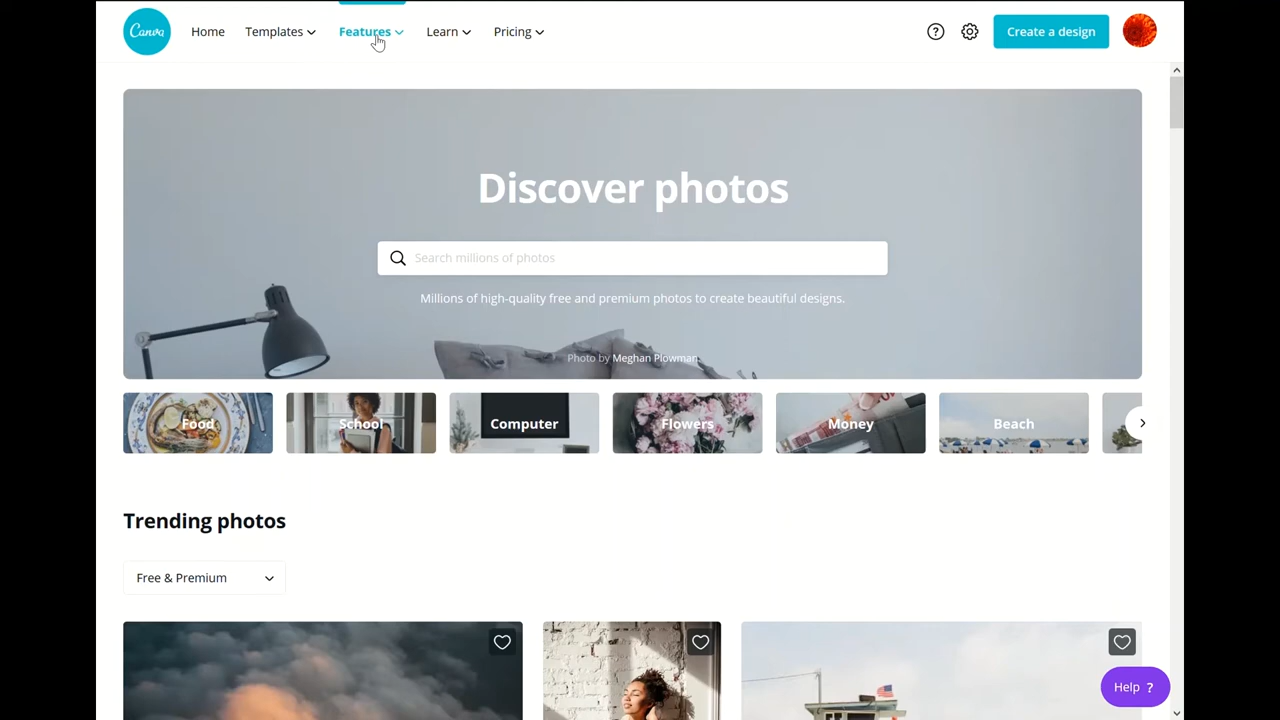 Canva
Home
Templates
Features
Learn
Pricing
?
Create a design
Discover photos
Search millions of photos
Millions of high-quality free and premium photos to create beautiful designs.
Photo by Meghan Plowman.
Food
School
Computer
Flowers
Money
Beach
Trending photos
Free & Premium
Help ?